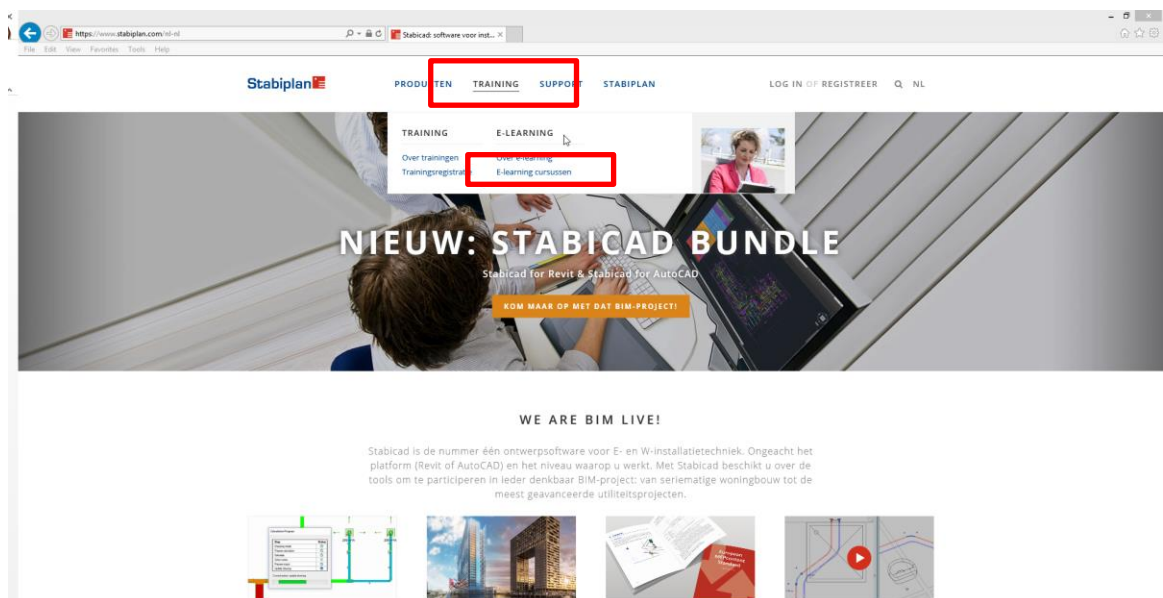 https://www.stabiplan.com/nl-nl
Stabicad: software voor inst...
File Edit View Favorites Tools Help
Stabiplan
PRODUKTEN TRAINING SUPPORT STABIPLAN
LOG IN OF REGISTREER NL
TRAINING E-LEARNING
Over trainingen Over e-learning
Trainingsregistratie E-learning cursussen
NIEUW: STABICAD BUNDLE
Stabicad for Revit & Stabicad for AutoCAD
KOM MAAR OP MET DAT BIM-PROJECT!
WE ARE BIM LIVE!
Stabicad is de nummer één ontwerpsoftware voor E- en W-installatietechniek. Ongeacht het
platform (Revit of AutoCAD) en het niveau waarop u werkt. Met Stabicad beschikt u over de
tools om te participeren in ieder denkbaar BIM-project: van seriematige woningbouw tot de
meest geavanceerde utiliteitsprojecten.
European
Standard